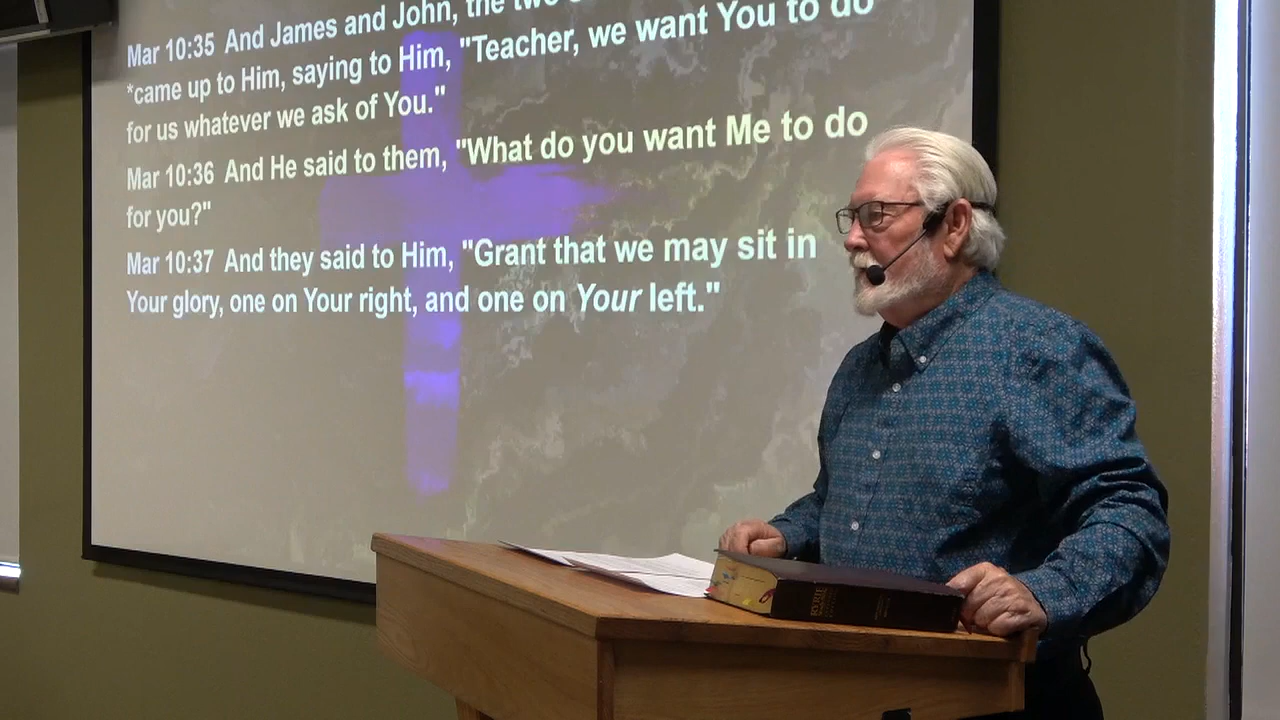 Mar 10:35 And James and John, the two
*came up to Him, saying to Him, "Teacher, we want You to do
for us whatever we ask of You."
Mar 10:36 And He said to them, "What do you want Me to do
for you?"
Mar 10:37 And they said to Him, "Grant that we may sit in
Your glory, one on Your right, and one on Your left."
RYRIE